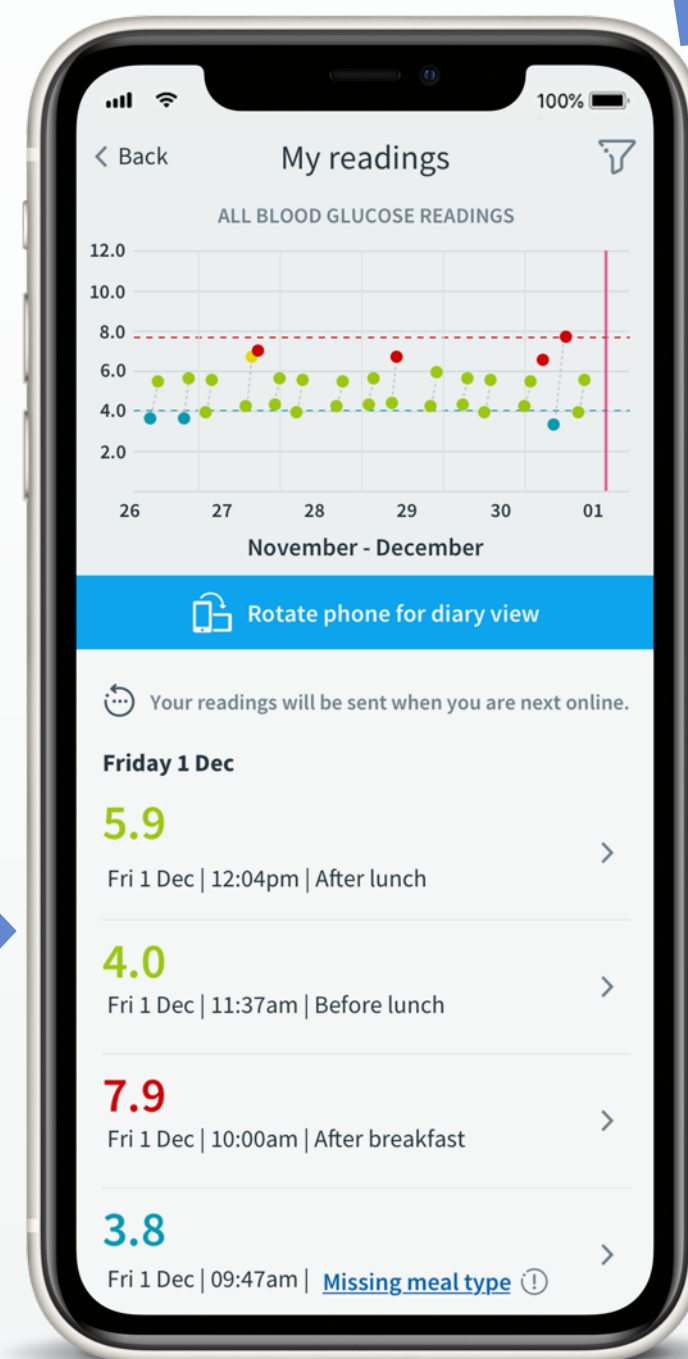 100%
Back
My readings
ALL BLOOD GLUCOSE READINGS
12.0
10.0
8.0
6.0
4.0
2.0
26 27 28 29 30 01
November - December
Rotate phone for diary view
Your readings will be sent when you are next online.
Friday 1 Dec
5.9
Fri 1 Dec | 12:04pm | After lunch
4.0
Fri 1 Dec | 11:37am | Before lunch
7.9
Fri 1 Dec | 10:00am | After breakfast
3.8
Fri 1 Dec | 09:47am | Missing meal type